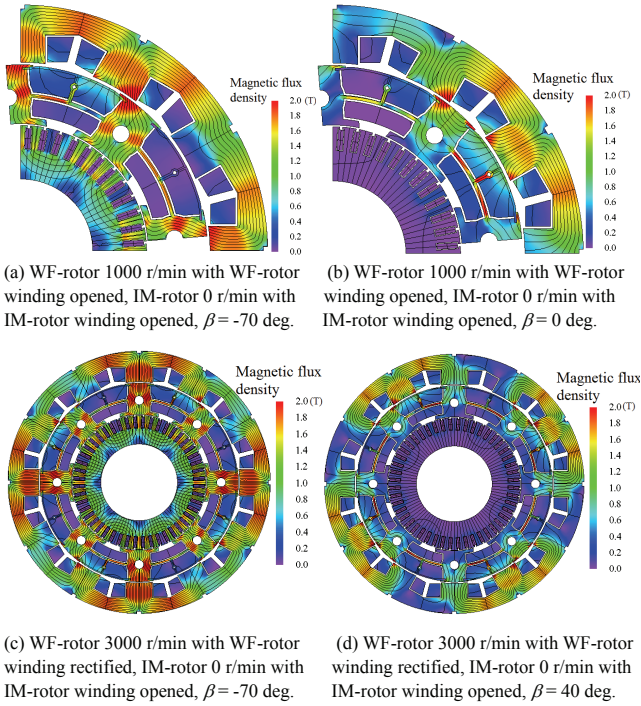 (a)
Magnetic flux
density
2.0 (T)
1.8
1.6
1.4
1.2
1.0
0.8
0.6
0.4
0.2
0.0
(b)
Magnetic flux
density
2.0 (T)
1.8
1.6
1.4
1.2
1.0
0.8
0.6
0.4
0.2
0.0
(a) WF-rotor 1000 r/min with WF-rotor
winding opened, IM-rotor 0 r/min with
IM-rotor winding opened, β = -70 deg.
(b) WF-rotor 1000 r/min with WF-rotor
winding opened, IM-rotor 0 r/min with
IM-rotor winding opened, β = 0 deg.
Magnetic flux
density
2.0 (T)
1.8
1.6
1.4
1.2
1.0
0.8
0.6
0.4
0.2
0.0
Magnetic flux
density
2.0 (T)
1.8
1.6
1.4
1.2
1.0
0.8
0.6
0.4
0.2
0.0
(c) WF-rotor 3000 r/min with WF-rotor
winding rectified, IM-rotor 0 r/min with
IM-rotor winding opened, β = -70 deg.
(d) WF-rotor 3000 r/min with WF-rotor
winding rectified, IM-rotor 0 r/min with
IM-rotor winding opened, β = 40 deg.